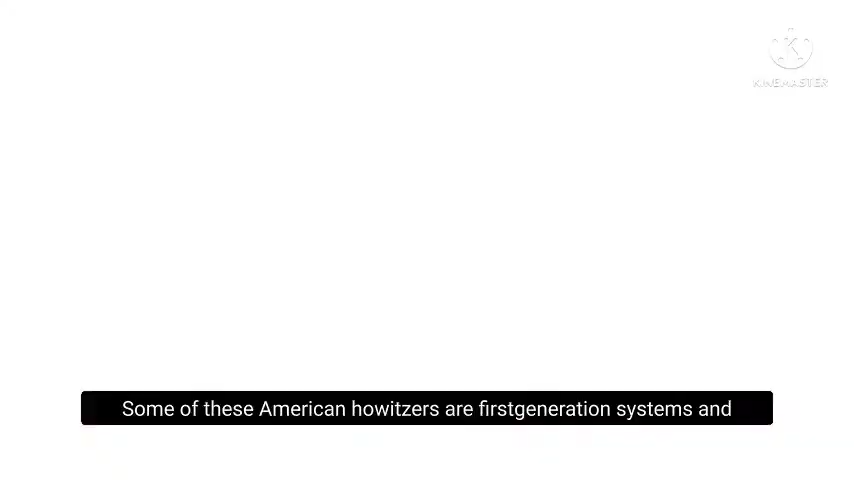 KINEMASTER
Some of these American howitzers are firstgeneration systems and